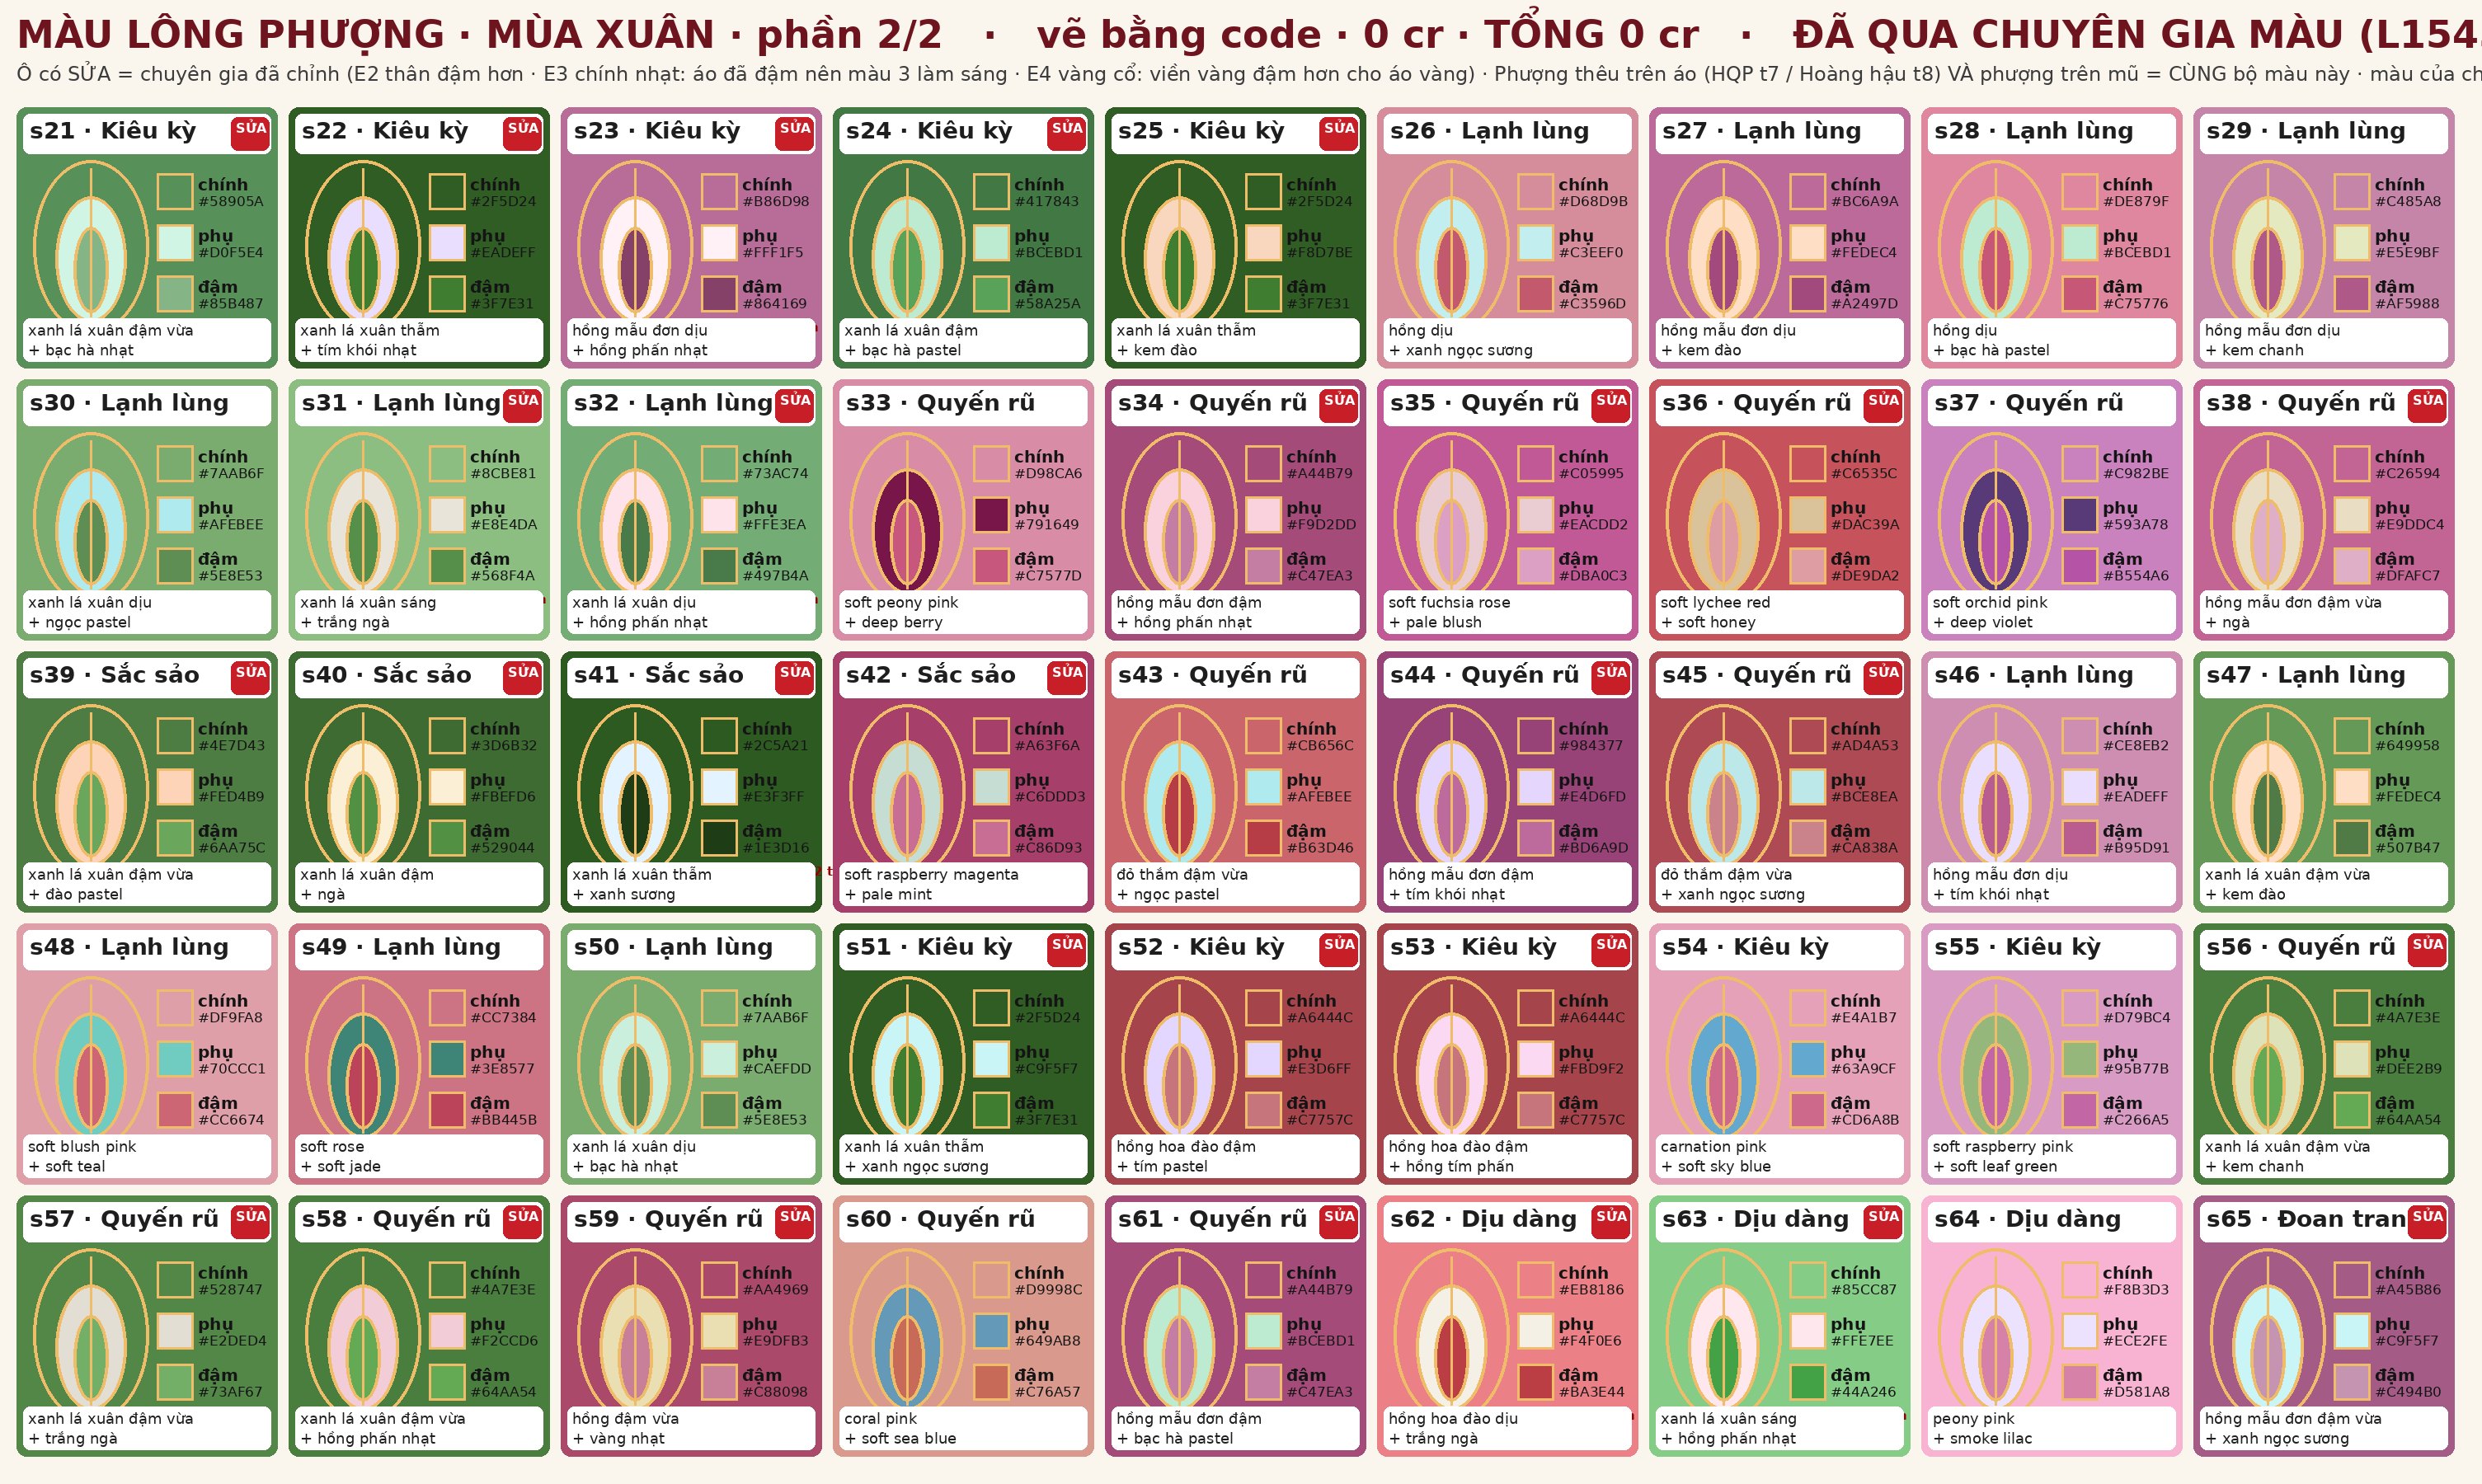 MÀU LÔNG PHƯỢNG · MÙA XUÂN · phần 2/2 · vẽ bằng code · 0 cr · TỔNG 0 cr · ĐÃ QUA CHUYÊN GIA MÀU (L154
Ô có SỬA = chuyên gia đã chỉnh (E2 thân đậm hơn · E3 chính nhạt: áo đã đậm nên màu 3 làm sáng · E4 vàng cổ: viền vàng đậm hơn cho áo vàng) · Phượng thêu trên áo (HQP t7 / Hoàng hậu t8) VÀ phượng trên mũ = CÙNG bộ màu này · màu của ch
s21 · Kiêu kỳ
SỬA
chính
#58905A
phụ
#D0F5E4
đậm
#85B487
xanh lá xuân đậm vừa
+ bạc hà nhạt
s22 · Kiêu kỳ
SỬA
chính
#2F5D24
phụ
#EADEFF
đậm
#3F7E31
xanh lá xuân thẫm
+ tím khói nhạt
s23 · Kiêu kỳ
SỬA
chính
#B86D98
phụ
#FFF1F5
đậm
#864169
hồng mẫu đơn dịu
+ hồng phấn nhạt
s24 · Kiêu kỳ
SỬA
chính
#417843
phụ
#BCEBD1
đậm
#58A25A
xanh lá xuân đậm
+ bạc hà pastel
s25 · Kiêu kỳ
SỬA
chính
#2F5D24
phụ
#F8D7BE
đậm
#3F7E31
xanh lá xuân thẫm
+ kem đào
s26 · Lạnh lùng
chính
#D68D9B
phụ
#C3EEF0
đậm
#C3596D
hồng dịu
+ xanh ngọc sương
s27 · Lạnh lùng
chính
#BC6A9A
phụ
#FEDEC4
đậm
#A2497D
hồng mẫu đơn dịu
+ kem đào
s28 · Lạnh lùng
chính
#DE879F
phụ
#BCEBD1
đậm
#C75776
hồng dịu
+ bạc hà pastel
s29 · Lạnh lùng
chính
#C485A8
phụ
#E5E9BF
đậm
#AF5988
hồng mẫu đơn dịu
+ kem chanh
s30 · Lạnh lùng
chính
#7AAB6F
phụ
#AFEBEE
đậm
#5E8E53
xanh lá xuân dịu
+ ngọc pastel
s31 · Lạnh lùng
SỬA
chính
#8CBE81
phụ
#E8E4DA
đậm
#568F4A
xanh lá xuân sáng
+ trắng ngà
s32 · Lạnh lùng
SỬA
chính
#73AC74
phụ
#FFE3EA
đậm
#497B4A
xanh lá xuân dịu
+ hồng phấn nhạt
s33 · Quyến rũ
chính
#D98CA6
phụ
#791649
đậm
#C7577D
soft peony pink
+ deep berry
s34 · Quyến rũ
SỬA
chính
#A44B79
phụ
#F9D2DD
đậm
#C47EA3
hồng mẫu đơn đậm
+ hồng phấn nhạt
s35 · Quyến rũ
SỬA
chính
#C05995
phụ
#EACDD2
đậm
#DBA0C3
soft fuchsia rose
+ pale blush
s36 · Quyến rũ
SỬA
chính
#C6535C
phụ
#DAC39A
đậm
#DE9DA2
soft lychee red
+ soft honey
s37 · Quyến rũ
chính
#C982BE
phụ
#593A78
đậm
#B554A6
soft orchid pink
+ deep violet
s38 · Quyến rũ
SỬA
chính
#C26594
phụ
#E9DDC4
đậm
#DFAFC7
hồng mẫu đơn đậm vừa
+ ngà
s39 · Sắc sảo
SỬA
chính
#4E7D43
phụ
#FED4B9
đậm
#6AA75C
xanh lá xuân đậm vừa
+ đào pastel
s40 · Sắc sảo
SỬA
chính
#3D6B32
phụ
#FBEFD6
đậm
#529044
xanh lá xuân đậm
+ ngà
s41 · Sắc sảo
chính
#2C5A21
phụ
#E3F3FF
đậm
#1E3D16
xanh lá xuân thẫm
+ xanh sương
s42 · Sắc sảo
SỬA
chính
#A63F6A
phụ
#C6DDD3
đậm
#C86D93
soft raspberry magenta
+ pale mint
s43 · Quyến rũ
chính
#CB656C
phụ
#AFEBEE
đậm
#B63D46
đỏ thắm đậm vừa
+ ngọc pastel
s44 · Quyến rũ
SỬA
chính
#984377
phụ
#E4D6FD
đậm
#BD6A9D
hồng mẫu đơn đậm
+ tím khói nhạt
s45 · Quyến rũ
SỬA
chính
#AD4A53
phụ
#BCE8EA
đậm
#CA838A
đỏ thắm đậm vừa
+ xanh ngọc sương
s46 · Lạnh lùng
chính
#CE8EB2
phụ
#EADEFF
đậm
#B95D91
hồng mẫu đơn dịu
+ tím khói nhạt
s47 · Lạnh lùng
chính
#649958
phụ
#FEDEC4
đậm
#507B47
xanh lá xuân đậm vừa
+ kem đào
s48 · Lạnh lùng
chính
#DF9FA8
phụ
#70CCC1
đậm
#CC6674
soft blush pink
+ soft teal
s49 · Lạnh lùng
chính
#CC7384
phụ
#3E8577
đậm
#BB445B
soft rose
+ soft jade
s50 · Lạnh lùng
chính
#7AAB6F
phụ
#CAEFDD
đậm
#5E8E53
xanh lá xuân dịu
+ bạc hà nhạt
s51 · Kiêu kỳ
SỬA
chính
#2F5D24
phụ
#C9F5F7
đậm
#3F7E31
xanh lá xuân thẫm
+ xanh ngọc sương
s52 · Kiêu kỳ
SỬA
chính
#A6444C
phụ
#E3D6FF
đậm
#C7757C
hồng hoa đào đậm
+ tím pastel
s53 · Kiêu kỳ
SỬA
chính
#A6444C
phụ
#FBD9F2
đậm
#C7757C
hồng hoa đào đậm
+ hồng tím phấn
s54 · Kiêu kỳ
chính
#E4A1B7
phụ
#63A9CF
đậm
#CD6A8B
carnation pink
+ soft sky blue
s55 · Kiêu kỳ
chính
#D79BC4
phụ
#95B77B
đậm
#C266A5
soft raspberry pink
+ soft leaf green
s56 · Quyến rũ
SỬA
chính
#4A7E3E
phụ
#DEE2B9
đậm
#64AA54
xanh lá xuân đậm vừa
+ kem chanh
s57 · Quyến rũ
SỬA
chính
#528747
phụ
#E2DED4
đậm
#73AF67
xanh lá xuân đậm vừa
+ trắng ngà
s58 · Quyến rũ
SỬA
chính
#4A7E3E
phụ
#F2CCD6
đậm
#64AA54
xanh lá xuân đậm vừa
+ hồng phấn nhạt
s59 · Quyến rũ
SỬA
chính
#AA4969
phụ
#E9DFB3
đậm
#C88098
hồng đậm vừa
+ vàng nhạt
s60 · Quyến rũ
chính
#D9998C
phụ
#649AB8
đậm
#C76A57
coral pink
+ soft sea blue
s61 · Quyến rũ
SỬA
chính
#A44B79
phụ
#BCEBD1
đậm
#C47EA3
hồng mẫu đơn đậm
+ bạc hà pastel
s62 · Dịu dàng
SỬA
chính
#EB8186
phụ
#F4F0E6
đậm
#BA3E44
hồng hoa đào dịu
+ trắng ngà
s63 · Dịu dàng
SỬA
chính
#85CC87
phụ
#FFE7EE
đậm
#44A246
xanh lá xuân sáng
+ hồng phấn nhạt
s64 · Dịu dàng
chính
#F8B3D3
phụ
#ECE2FE
đậm
#D581A8
peony pink
+ smoke lilac
s65 · Đoan tran
SỬA
chính
#A45B86
phụ
#C9F5F7
đậm
#C494B0
hồng mẫu đơn đậm vừa
+ xanh ngọc sương